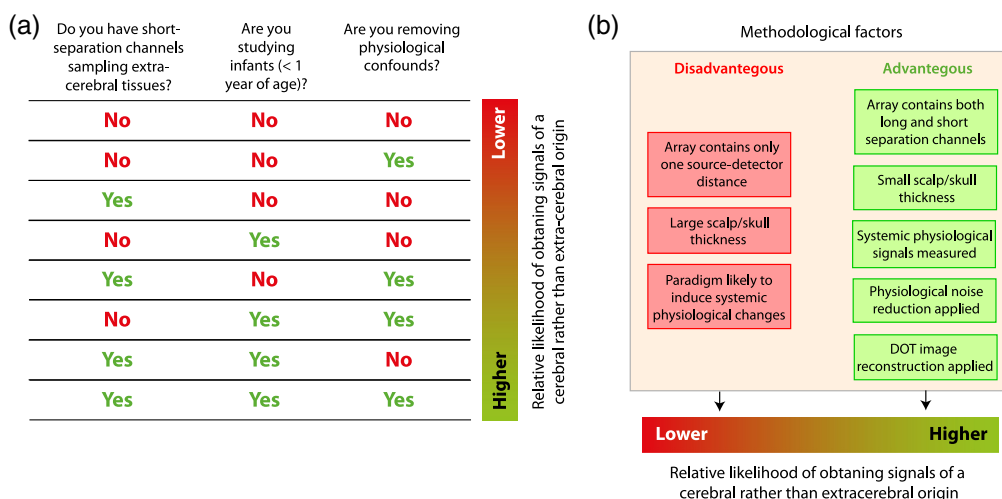 (a)
Do you have short-
separation channels
sampling extra-
cerebral tissues?
Are you
studying
infants (< 1
year of age)?
Are you removing
physiological
confounds?
No No No
No No Yes
Yes No No
No Yes No
Yes No Yes
No Yes Yes
Yes Yes No
Yes Yes Yes
Lower
Higher
Relative likelihood of obtaning signals of a
cerebral rather than extra-cerebral origin
(b)
Methodological factors
Disadvantegous
Array contains only
one source-detector
distance
Large scalp/skull
thickness
Paradigm likely to
induce systemic
physiological changes
Advantegous
Array contains both
long and short
separation channels
Small scalp/skull
thickness
Systemic physiological
signals measured
Physiological noise
reduction applied
DOT image
reconstruction applied
Lower Higher
Relative likelihood of obtaning signals of a
cerebral rather than extracerebral origin